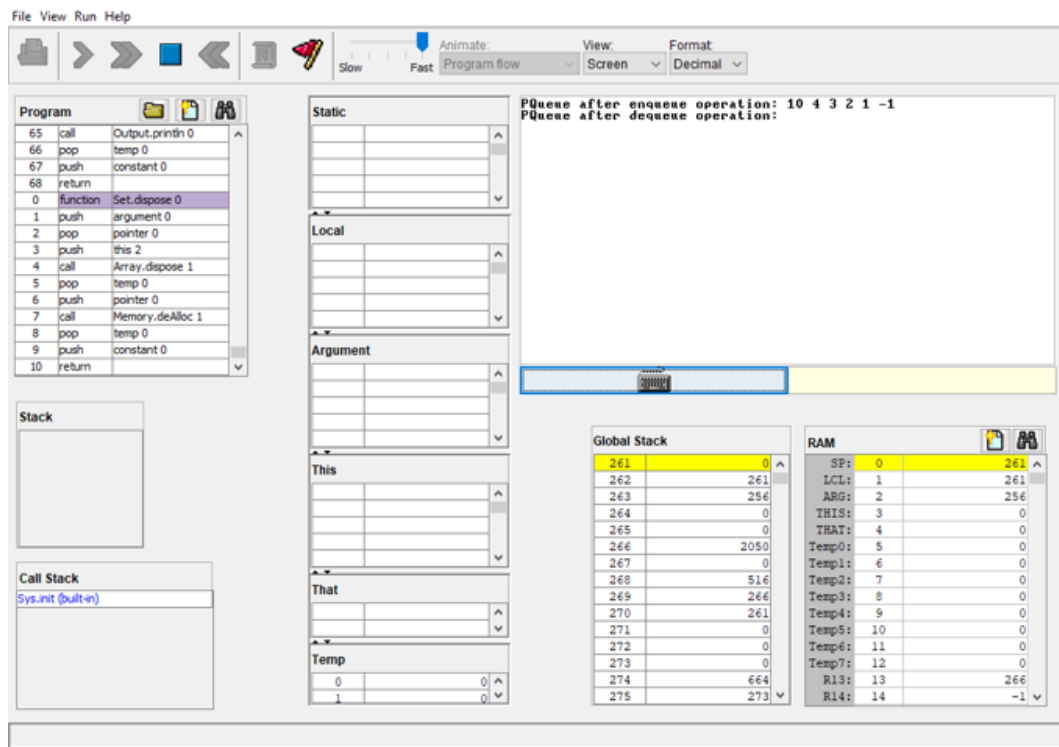 File View Run Help
Slow Fast
Animate: Program flow
View: Screen
Format: Decimal
Program
65 call Output.println 0
66 pop temp 0
67 push constant 0
68 return
0 function Set.dispose 0
1 push argument 0
2 pop pointer 0
3 push this 2
4 call Array.dispose 1
5 pop temp 0
6 push pointer 0
7 call Memory.deAlloc 1
8 pop temp 0
9 push constant 0
10 return
Stack
Call Stack
Sys.init (built-in)
Static
Local
Argument
This
That
Temp
0 0
1 0
PQueue after enqueue operation: 10 4 3 2 1 -1
PQueue after dequeue operation:
Global Stack
261 0
262 261
263 256
264 0
265 0
266 2050
267 0
268 516
269 266
270 261
271 0
272 0
273 0
274 664
275 273
RAM
SP: 0 261
LCL: 1 261
ARG: 2 256
THIS: 3 0
THAT: 4 0
Temp0: 5 0
Temp1: 6 0
Temp2: 7 0
Temp3: 8 0
Temp4: 9 0
Temp5: 10 0
Temp6: 11 0
Temp7: 12 0
R13: 13 266
R14: 14 -1